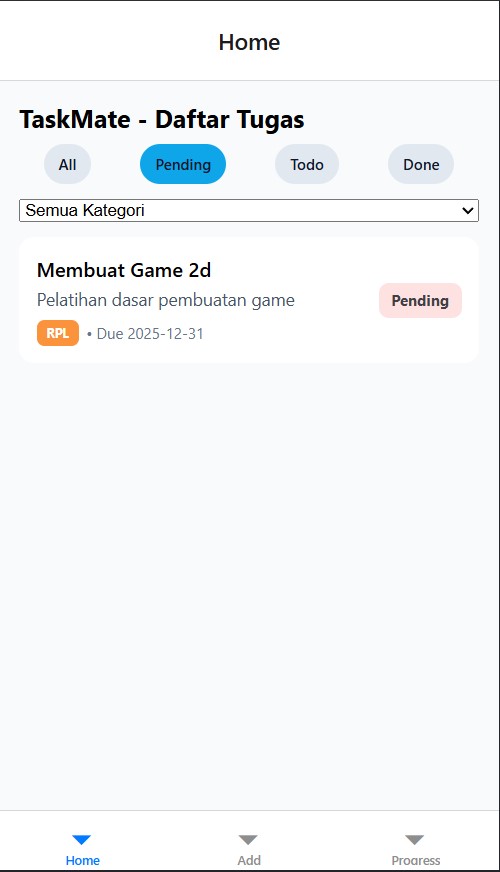 Home
TaskMate - Daftar Tugas
All Pending Todo Done
Semua Kategori
Membuat Game 2d
Pelatihan dasar pembuatan game
Pending
RPL • Due 2025-12-31
Home Add Progress